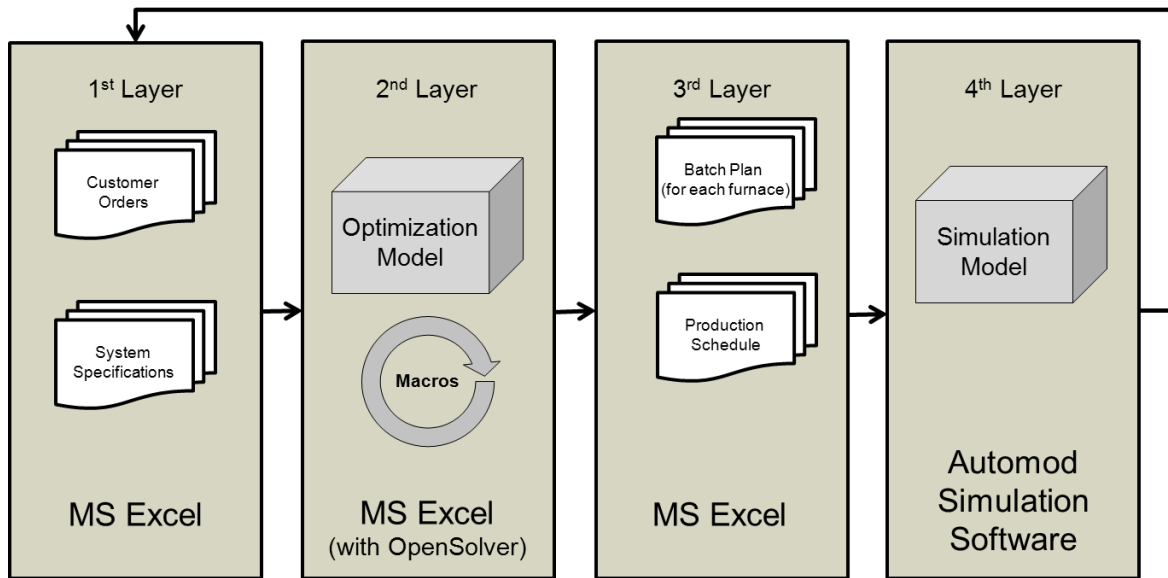 1st Layer
Customer
Orders
System
Specifications
MS Excel
2nd Layer
Optimization
Model
Macros
MS Excel
(with OpenSolver)
3rd Layer
Batch Plan
(for each furnace)
Production
Schedule
MS Excel
4th Layer
Simulation
Model
Automod
Simulation
Software